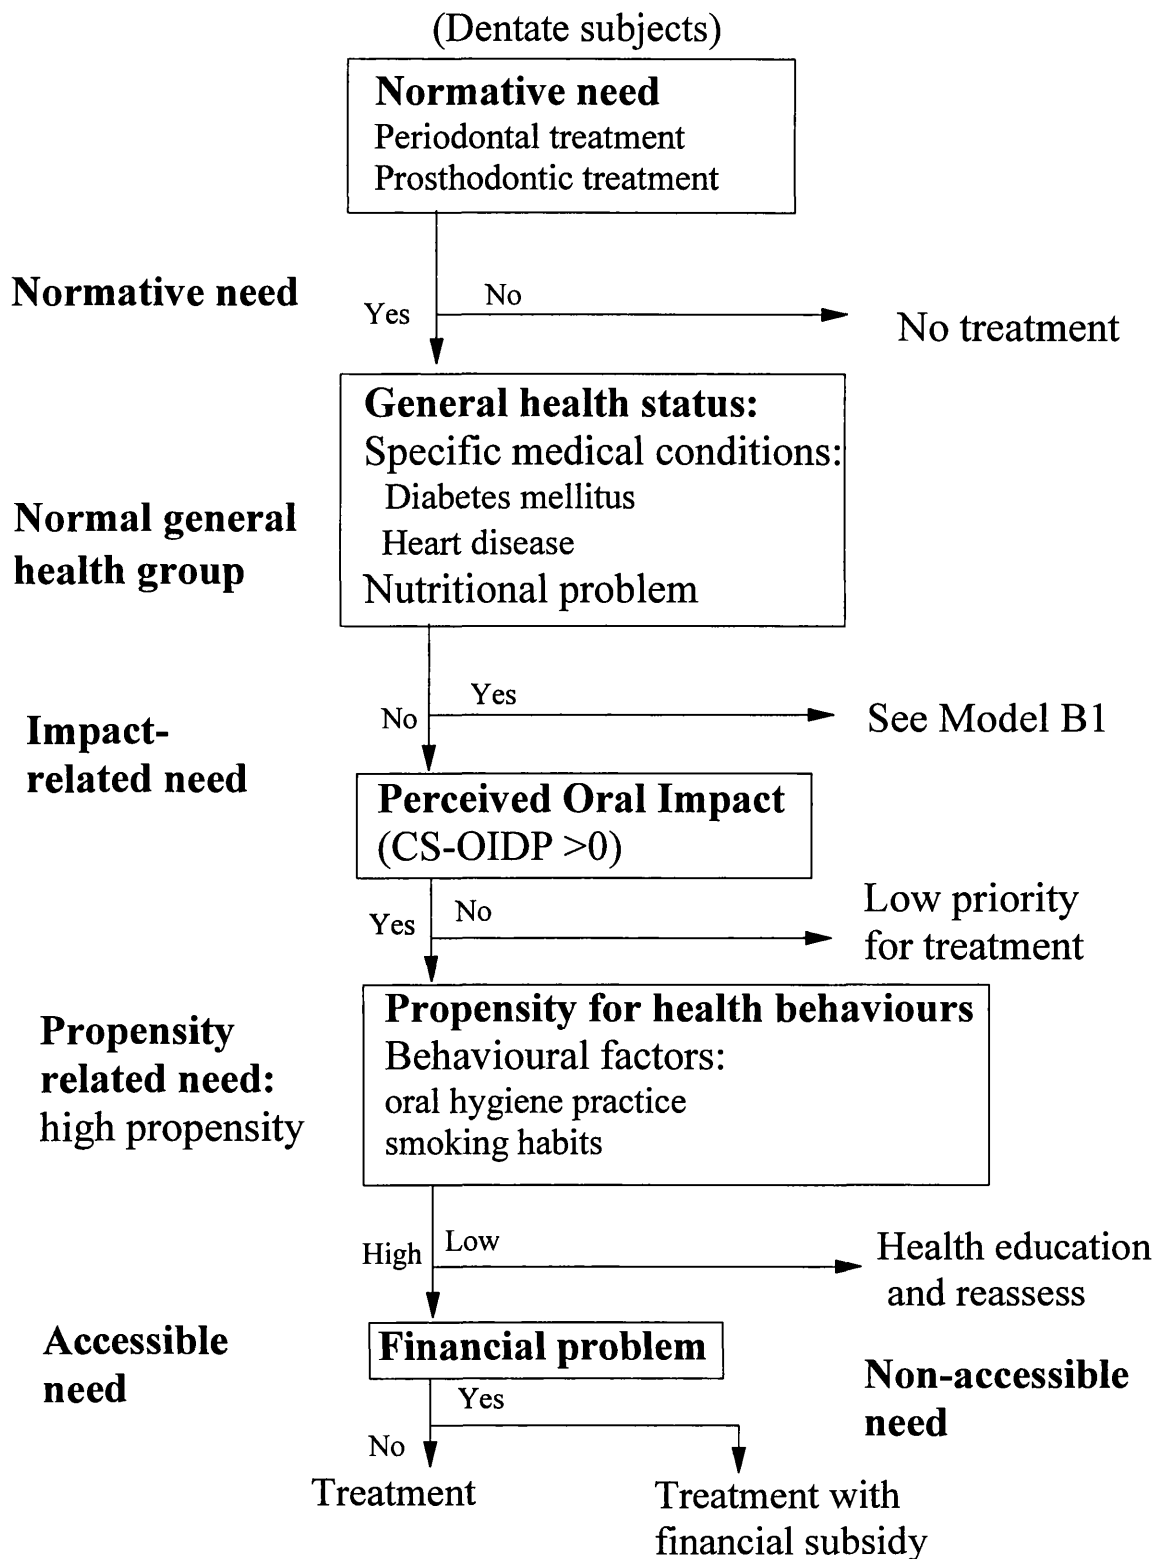 (Dentate subjects)
Normative need
Periodontal treatment
Prosthodontic treatment
Normative need
Yes
No
No treatment
General health status:
Specific medical conditions:
Diabetes mellitus
Heart disease
Nutritional problem
Normal general
health group
Yes
No
See Model B1
Impact-
related need
Perceived Oral Impact
(CS-OIDP >0)
Yes
No
Low priority
for treatment
Propensity for health behaviours
Behavioural factors:
oral hygiene practice
smoking habits
Propensity
related need:
high propensity
High
Low
Health education
and reassess
Accessible
need
Financial problem
Non-accessible
need
Yes
No
Treatment
Treatment with
financial subsidy